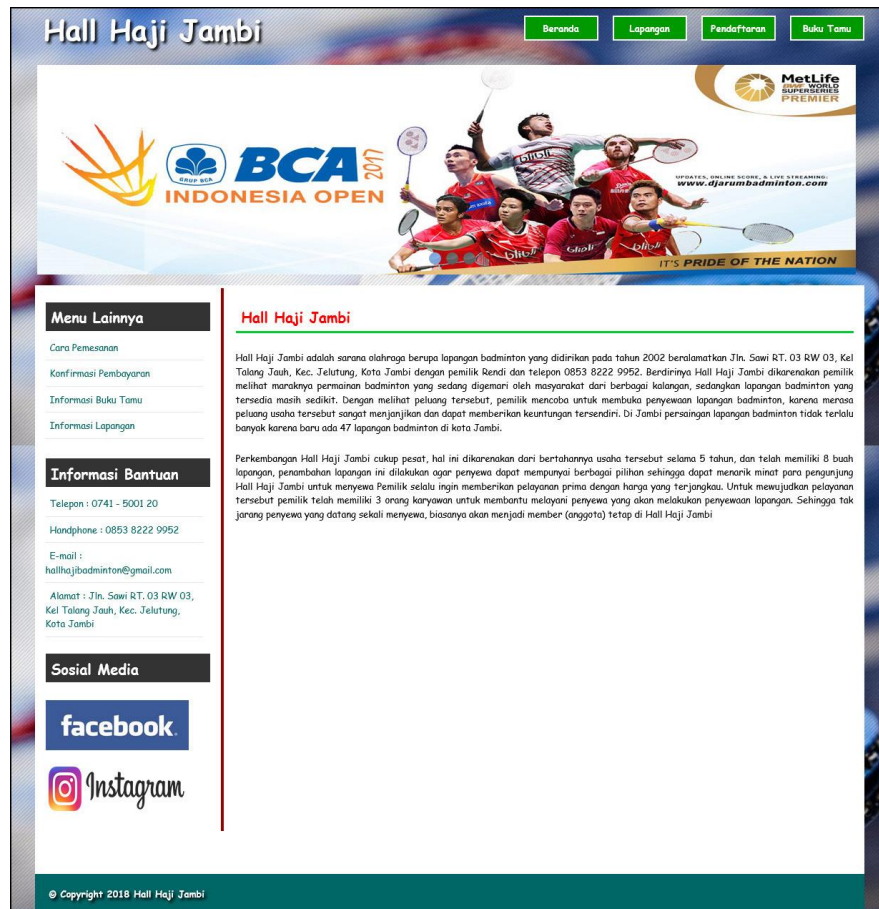 Hall Haji Jambi
Beranda
Lapangan
Pendaftaran
Buku Tamu
MetLife
BWF WORLD
SUPERSERIES
PREMIER
GRUP BCA
BCA
2017
INDONESIA OPEN
blibli
blibli
blibli
blibli
UPDATES, ONLINE SCORE, & LIVE STREAMING:
www.djarumbadminton.com
IT'S PRIDE OF THE NATION
Menu Lainnya
Cara Pemesanan
Konfirmasi Pembayaran
Informasi Buku Tamu
Informasi Lapangan
Informasi Bantuan
Telepon : 0741 - 5001 20
Handphone : 0853 8222 9952
E-mail :
hallhajibadminton@gmail.com
Alamat : Jln. Sawi RT. 03 RW 03,
Kel Talang Jauh, Kec. Jelutung,
Kota Jambi
Sosial Media
facebook.
Instagram
Hall Haji Jambi
Hall Haji Jambi adalah sarana olahraga berupa lapangan badminton yang didirikan pada tahun 2002 beralamatkan Jln. Sawi RT. 03 RW 03, Kel
Talang Jauh, Kec. Jelutung, Kota Jambi dengan pemilik Rendi dan telepon 0853 8222 9952. Berdirinya Hall Haji Jambi dikarenakan pemilik
melihat maraknya permainan badminton yang sedang digemari oleh masyarakat dari berbagai kalangan, sedangkan lapangan badminton yang
tersedia masih sedikit. Dengan melihat peluang tersebut, pemilik mencoba untuk membuka penyewaan lapangan badminton, karena merasa
peluang usaha tersebut sangat menjanjikan dan dapat memberikan keuntungan tersendiri. Di Jambi persaingan lapangan badminton tidak terlalu
banyak karena baru ada 47 lapangan badminton di kota Jambi.
Perkembangan Hall Haji Jambi cukup pesat, hal ini dikarenakan dari bertahannya usaha tersebut selama 5 tahun, dan telah memiliki 8 buah
lapangan, penambahan lapangan ini dilakukan agar penyewa dapat mempunyai berbagai pilihan sehingga dapat menarik minat para pengunjung
Hall Haji Jambi untuk menyewa Pemilik selalu ingin memberikan pelayanan prima dengan harga yang terjangkau. Untuk mewujudkan pelayanan
tersebut pemilik telah memiliki 3 orang karyawan untuk membantu melayani penyewa yang akan melakukan penyewaan lapangan. Sehingga tak
jarang penyewa yang datang sekali menyewa, biasanya akan menjadi member (anggota) tetap di Hall Haji Jambi
© Copyright 2018 Hall Haji Jambi